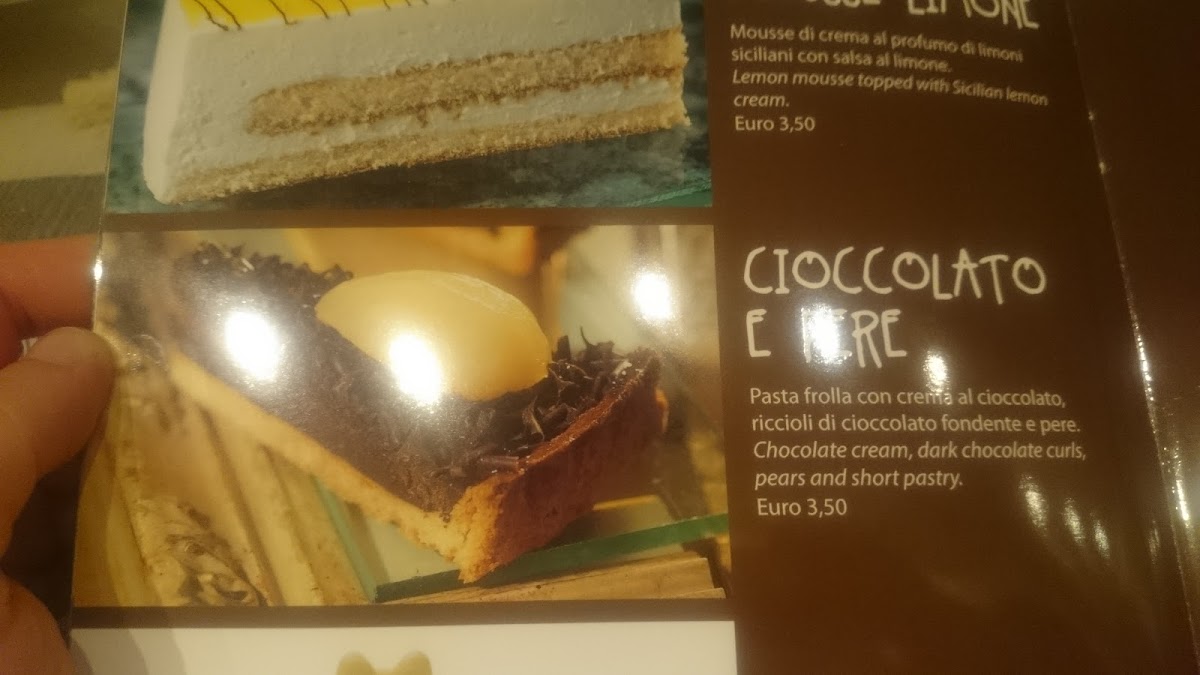 LIMONE
Mousse di crema al profumo di limoni
siciliani con salsa al limone.
Lemon mousse topped with Sicilian lemon
cream.
Euro 3,50
CIOCCOLATO
E PERE
Pasta frolla con crema al cioccolato,
riccioli di cioccolato fondente e pere.
Chocolate cream, dark chocolate curls,
pears and short pastry.
Euro 3,50